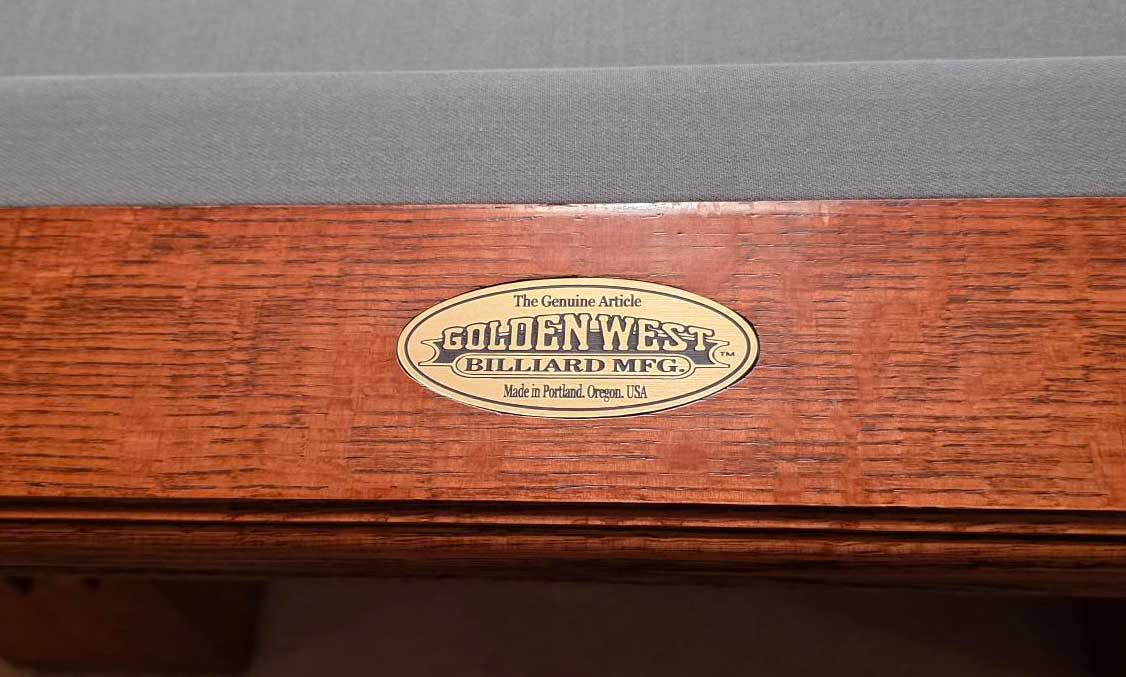 The Genuine Article
GOLDEN WEST
BILLIARD MFG. ™
Made in Portland. Oregon. USA